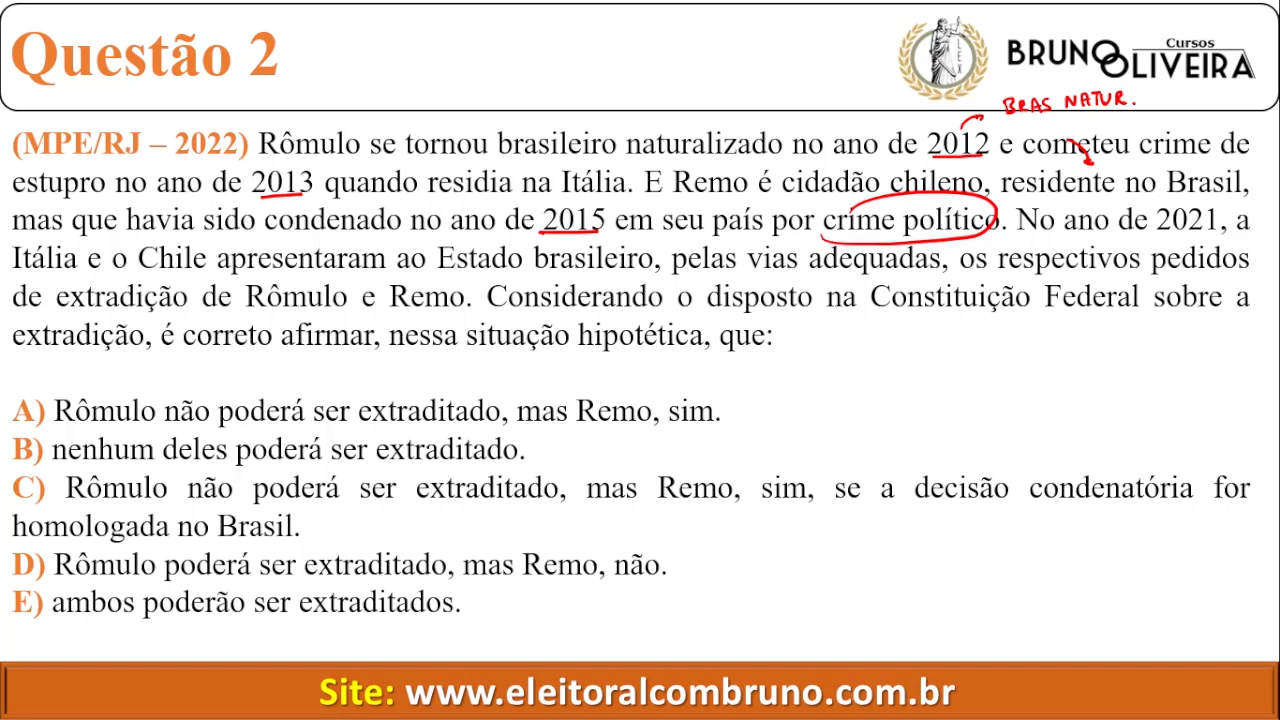 Questão 2
Cursos
BRUNO
OLIVEIRA
LEX
BRAS NATUR.
(MPE/RJ – 2022) Rômulo se tornou brasileiro naturalizado no ano de 2012 e cometeu crime de
estupro no ano de 2013 quando residia na Itália. E Remo é cidadão chileno, residente no Brasil,
mas que havia sido condenado no ano de 2015 em seu país por crime político. No ano de 2021, a
Itália e o Chile apresentaram ao Estado brasileiro, pelas vias adequadas, os respectivos pedidos
de extradição de Rômulo e Remo. Considerando o disposto na Constituição Federal sobre a
extradição, é correto afirmar, nessa situação hipotética, que:
A) Rômulo não poderá ser extraditado, mas Remo, sim.
B) nenhum deles poderá ser extraditado.
C) Rômulo não poderá ser extraditado, mas Remo, sim, se a decisão condenatória for
homologada no Brasil.
D) Rômulo poderá ser extraditado, mas Remo, não.
E) ambos poderão ser extraditados.
Site: www.eleitoralcombruno.com.br